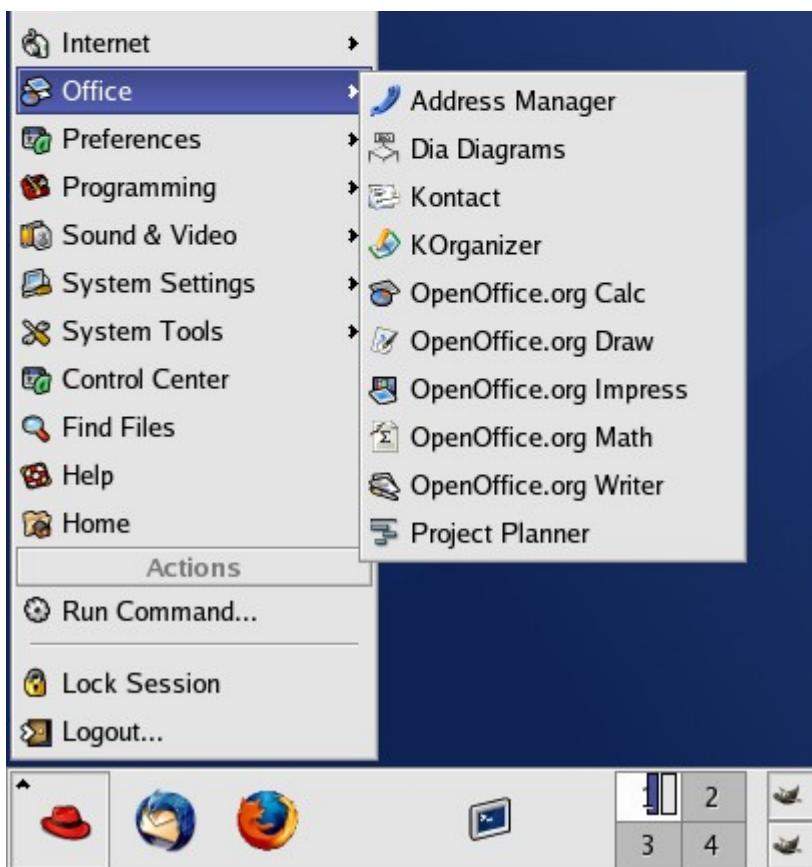 Internet
Office
Preferences
Programming
Sound & Video
System Settings
System Tools
Control Center
Find Files
Help
Home
Actions
Run Command...
Lock Session
Logout...
Address Manager
Dia Diagrams
Kontact
KOrganizer
OpenOffice.org Calc
OpenOffice.org Draw
OpenOffice.org Impress
OpenOffice.org Math
OpenOffice.org Writer
Project Planner
1 2
3 4